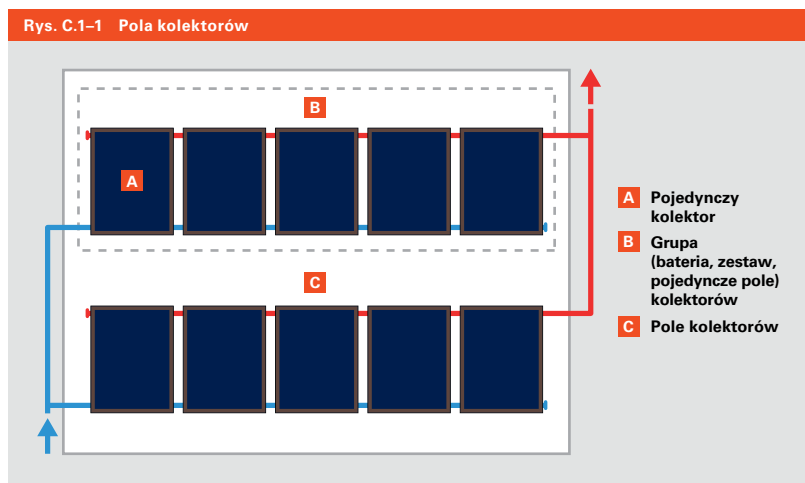 Rys. C.1–1 Pola kolektorów
B
A
C
A Pojedynczy
kolektor
B Grupa
(bateria, zestaw,
pojedyncze pole)
kolektorów
C Pole kolektorów